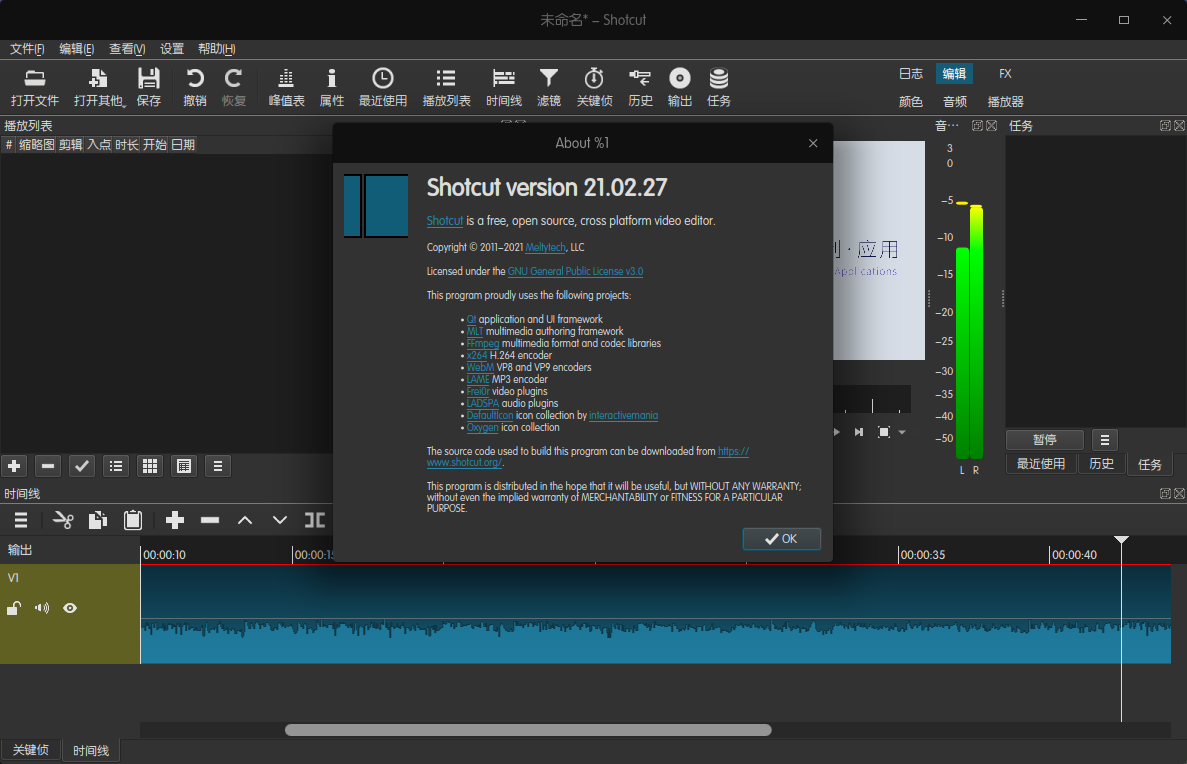 未命名* – Shotcut
文件(F) 编辑(E) 查看(V) 设置 帮助(H)
打开文件 打开其他.. 保存 撤销 恢复 峰值表 属性 最近使用 播放列表 时间线 滤镜 关键侦 历史 输出 任务
日志 编辑 FX
颜色 音频 播放器
播放列表
# 缩略图 剪辑 入点 时长 开始 日期
音…
任务
About %1
Shotcut version 21.02.27
Shotcut is a free, open source, cross platform video editor.
Copyright © 2011–2021 Meltytech, LLC
Licensed under the GNU General Public License v3.0
This program proudly uses the following projects:
• Qt application and UI framework
• MLT multimedia authoring framework
• FFmpeg multimedia format and codec libraries
• x264 H.264 encoder
• WebM VP8 and VP9 encoders
• LAME MP3 encoder
• Frei0r video plugins
• LADSPA audio plugins
• DefaultIcon icon collection by interactivemania
• Oxygen icon collection
The source code used to build this program can be downloaded from https://
www.shotcut.org/.
This program is distributed in the hope that it will be useful, but WITHOUT ANY WARRANTY;
without even the implied warranty of MERCHANTABILITY or FITNESS FOR A PARTICULAR
PURPOSE.
OK
· 应用
Applications
3
0
–5
–10
–15
–20
–25
–30
–35
–40
–50
L R
暂停
最近使用 历史 任务
时间线
输出
00:00:10 00:00:15 00:00:35 00:00:40
V1
关键侦 时间线